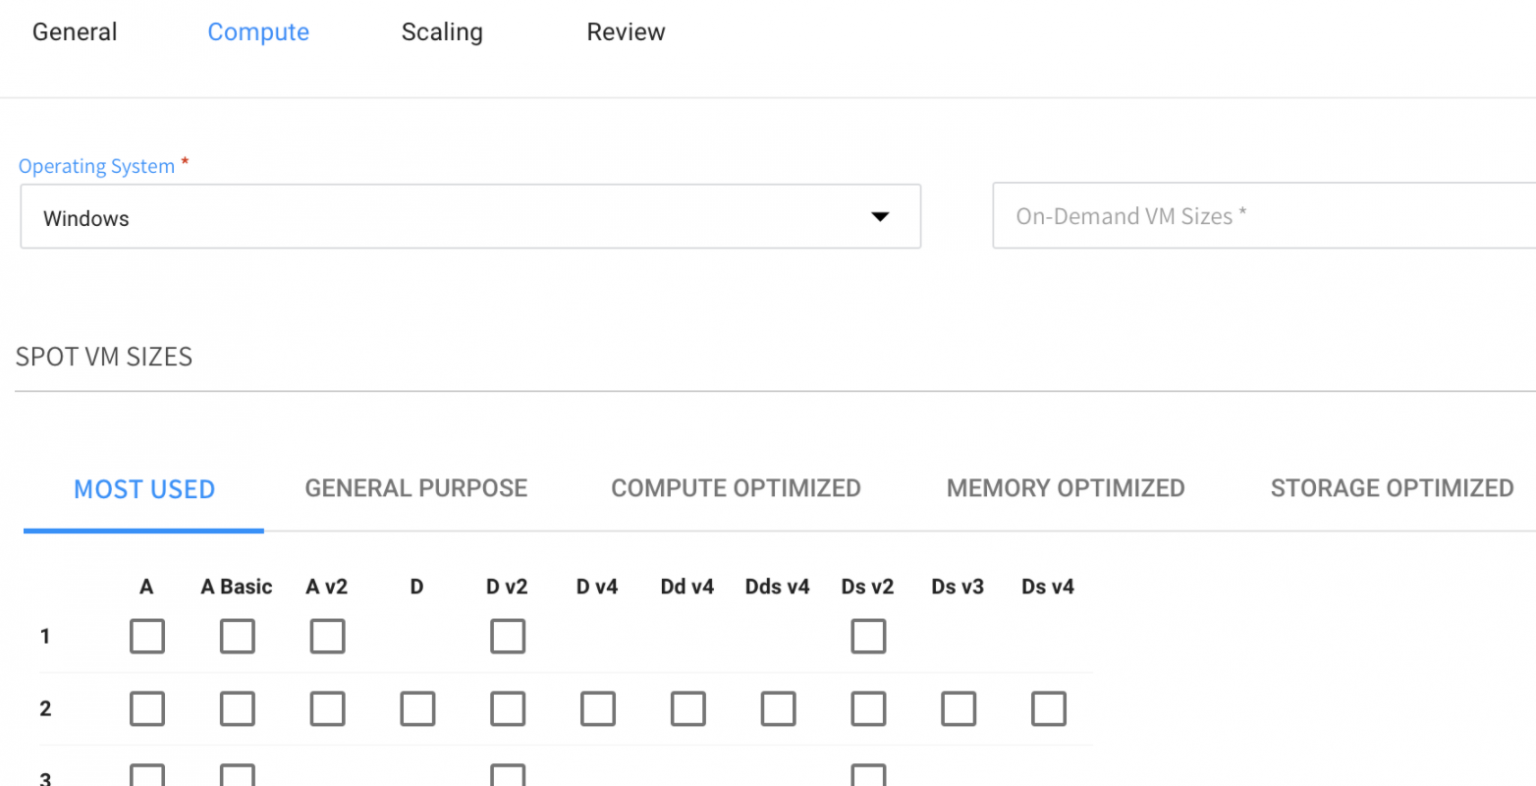 General Compute Scaling Review
Operating System *
Windows
On-Demand VM Sizes *
SPOT VM SIZES
MOST USED GENERAL PURPOSE COMPUTE OPTIMIZED MEMORY OPTIMIZED STORAGE OPTIMIZED
A A Basic A v2 D D v2 D v4 Dd v4 Dds v4 Ds v2 Ds v3 Ds v4
1
2
3